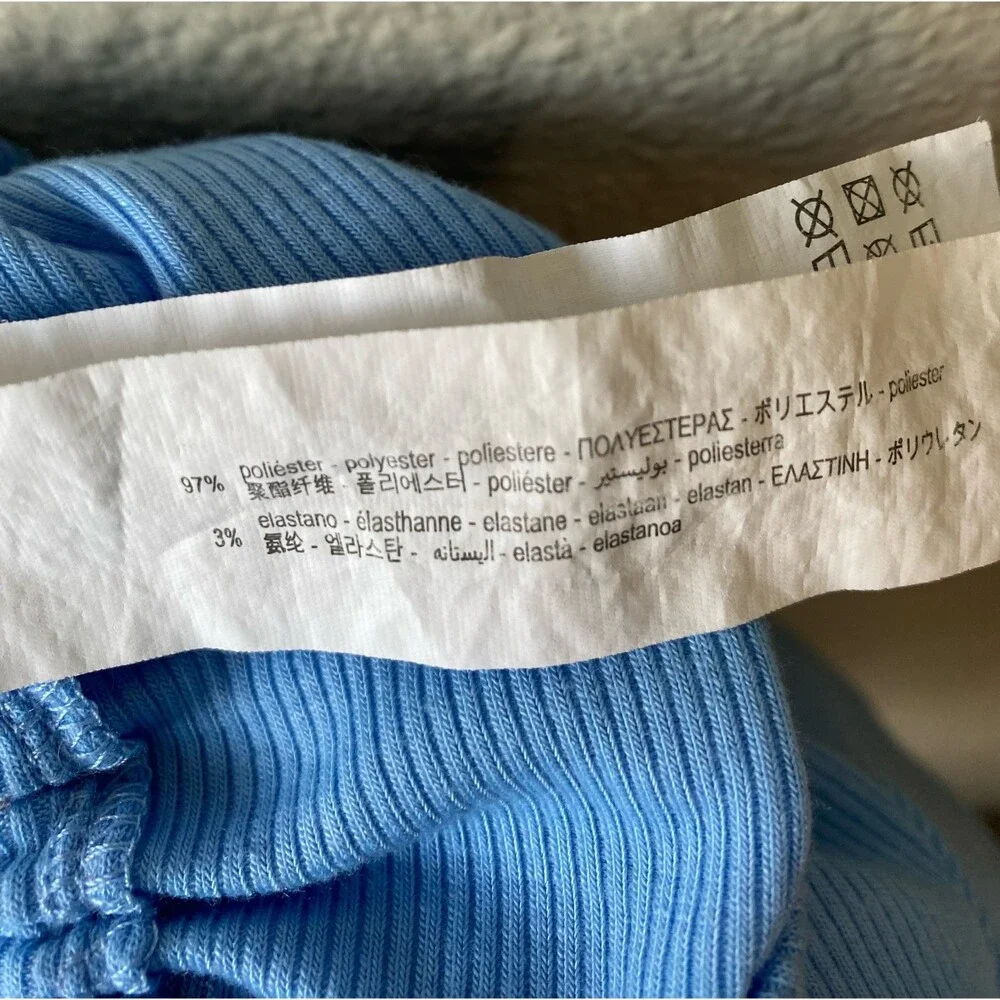 97% poliéster - polyester - poliestere - ΠΟΛΥΕΣΤΕΡΑΣ - ポリエステル - poliester
聚酯纤维 - 폴리에스터 - poliéster - بوليستير - poliesterra
3% elastano - élasthanne - elastane - elastaan - elastan - ΕΛΑΣΤΙΝΗ - ポリウレタン
氨纶 - 엘라스탄 - اليستانه - elastà - elastanoa